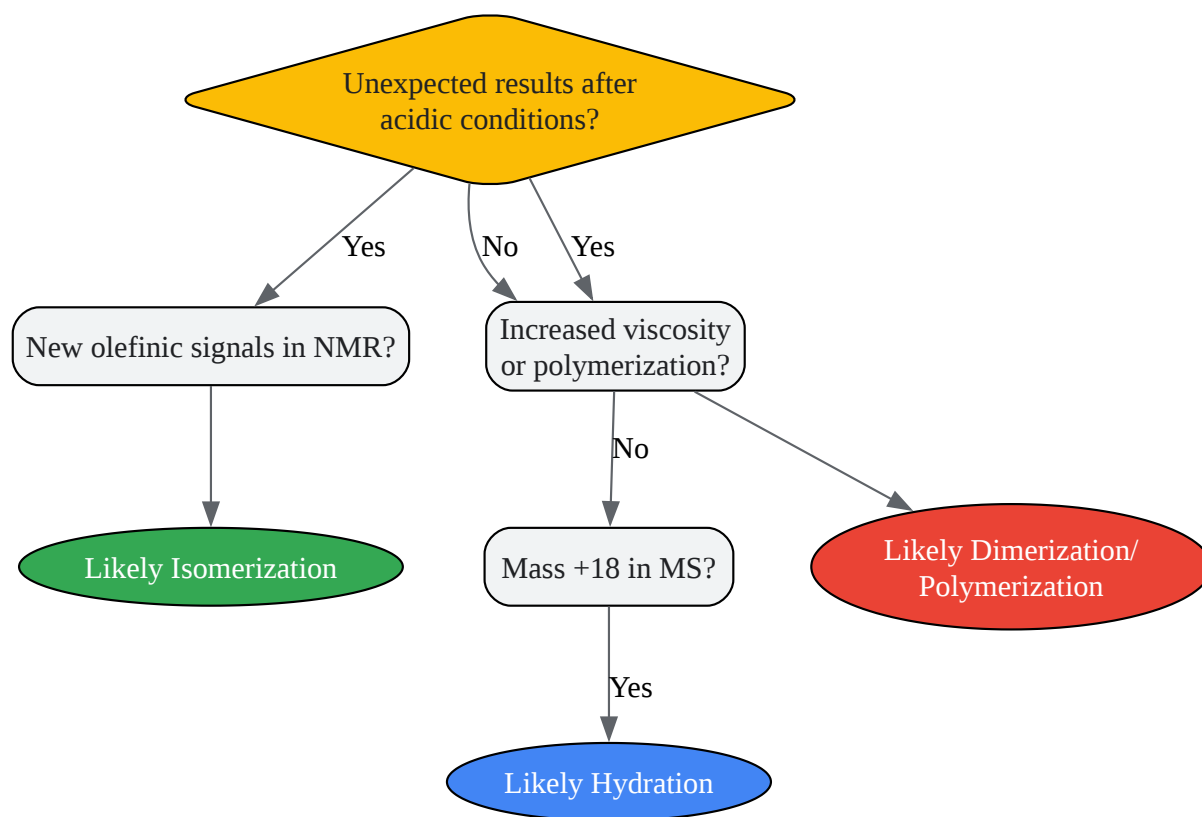 Unexpected results after
acidic conditions?
Yes
No
Yes
New olefinic signals in NMR?
Increased viscosity
or polymerization?
No
Likely Isomerization
Mass +18 in MS?
Likely Dimerization/
Polymerization
Yes
Likely Hydration